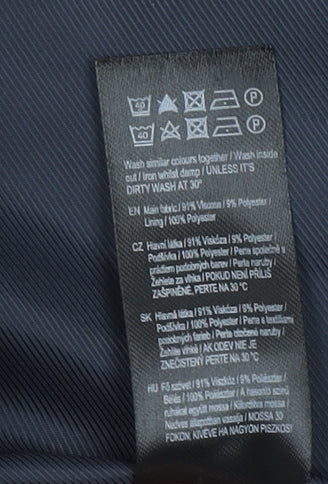 40 P
40 P
Wash similar colours together / Wash inside
out / Iron whilst damp / UNLESS IT'S
DIRTY WASH AT 30°
EN Main fabric / 91% Viscose / 9% Polyester /
Lining / 100% Polyester
CZ Hlavní látka / 91% Viskóza / 9% Polyester /
Podšívka / 100% Polyester / Perte společně s
prádlem podobných barev / Perte naruby /
Žehlete za vlhka / POKUD NENÍ PŘÍLIŠ
ZAŠPINĚNÉ, PERTE NA 30 °C
SK Hlavná látka / 91% Viskóza / 9% Polyester /
Podšívka / 100% Polyester / Perte s textíliami
podobných farieb / Perte otočené naruby /
Žehlite vlhké / AK ODEV NIE JE
ZNEČISTENÝ PERTE NA 30 °C
HU Fő szövet / 91% Viszkóz / 9% Poliészter /
Bélés / 100% Poliészter / A hasonló színű
ruhákat együtt mossa / Kifordítva mossa /
Nedves állapotban vasalja / MOSSA 30
FOKON, KIVÉVE HA NAGYON PISZKOS!